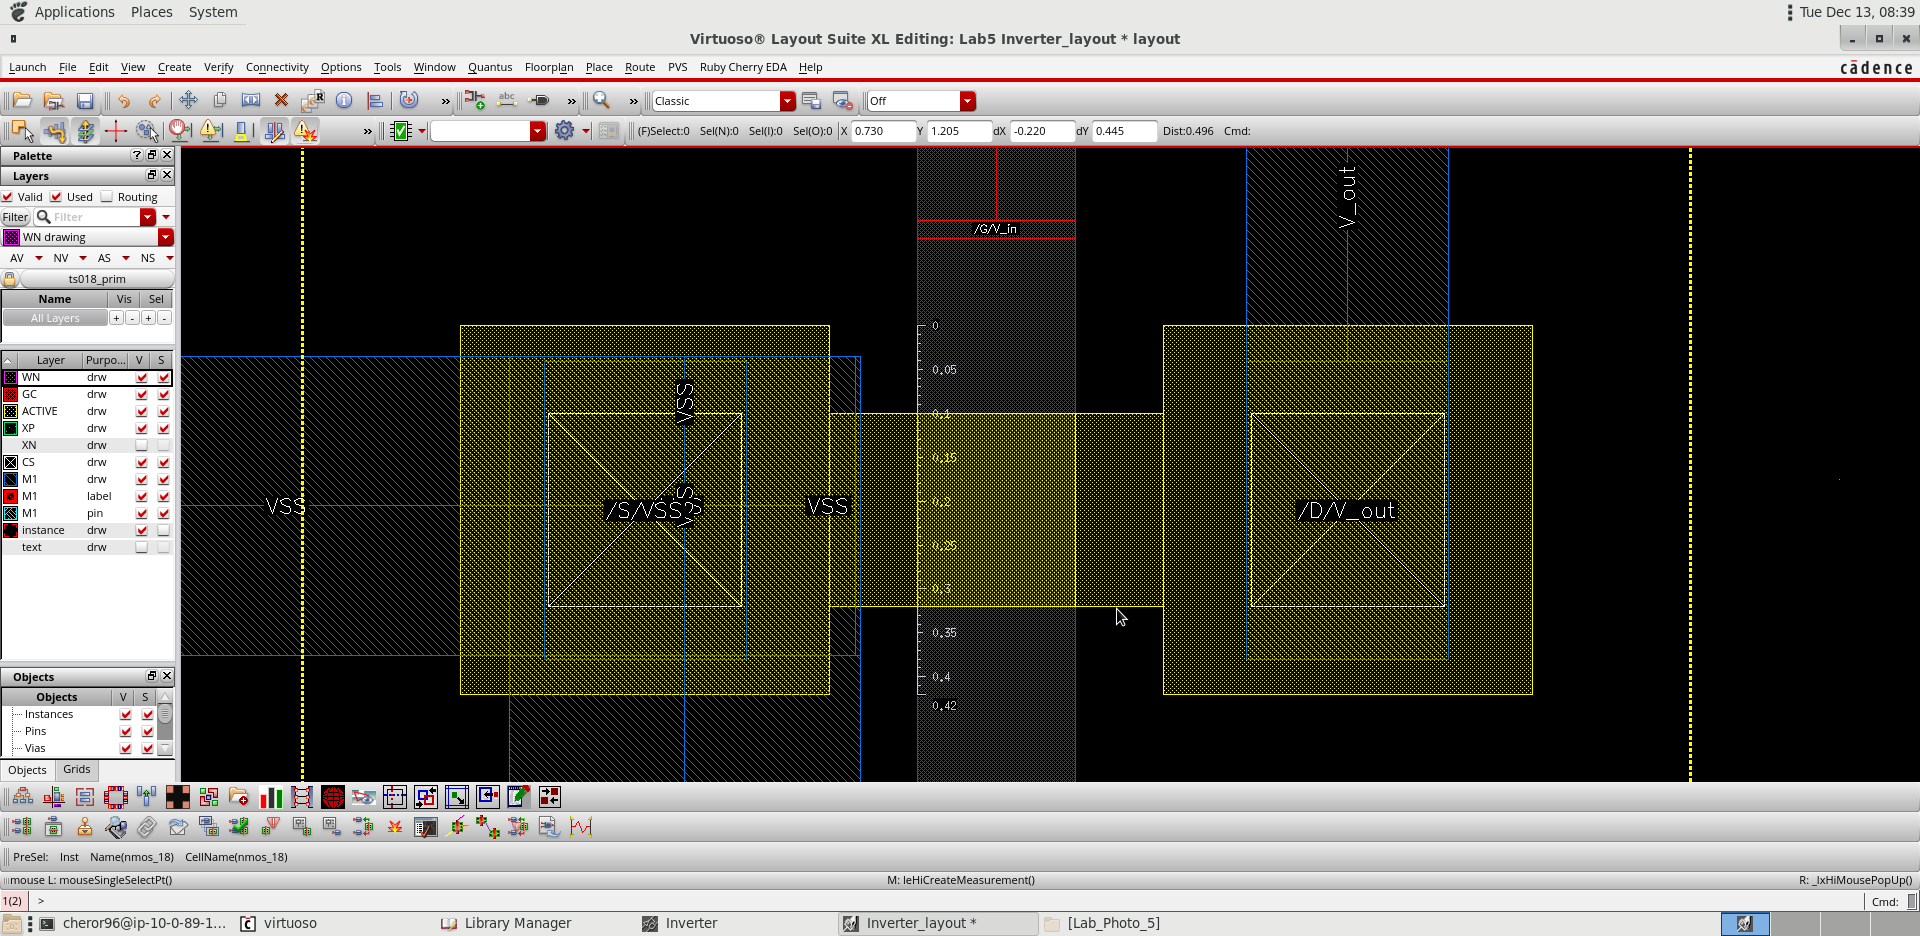 Applications Places System Tue Dec 13, 08:39
Virtuoso® Layout Suite XL Editing: Lab5 Inverter_layout * layout
Launch File Edit View Create Verify Connectivity Options Tools Window Quantus Floorplan Place Route PVS Ruby Cherry EDA Help cādence
abc » » » Classic Off
» (F)Select:0 Sel(N):0 Sel(I):0 Sel(O):0 X 0.730 Y 1.205 dX -0.220 dY 0.445 Dist:0.496 Cmd:
Palette ?
Layers
Valid Used Routing
Filter Filter
WN drawing
AV NV AS NS
ts018_prim
Name Vis Sel
All Layers + - + -
Layer Purpo... V S
WN drw
GC drw
ACTIVE drw
XP drw
XN drw
CS drw
M1 drw
M1 label
M1 pin
instance drw
text drw
Objects
Objects V S
Instances
Pins
Vias
Objects Grids
/G/V_in
V_out
0
0.05
0.1
0.15
0.2
0.25
0.3
0.35
0.4
0.42
VSS
VSS
/S/VSS
VSS
/D/V_out
PreSel: Inst Name(nmos_18) CellName(nmos_18)
mouse L: mouseSingleSelectPt() M: leHiCreateMeasurement() R: _lxHiMousePopUp()
1(2) > Cmd:
cheror96@ip-10-0-89-1... virtuoso Library Manager Inverter Inverter_layout * [Lab_Photo_5]